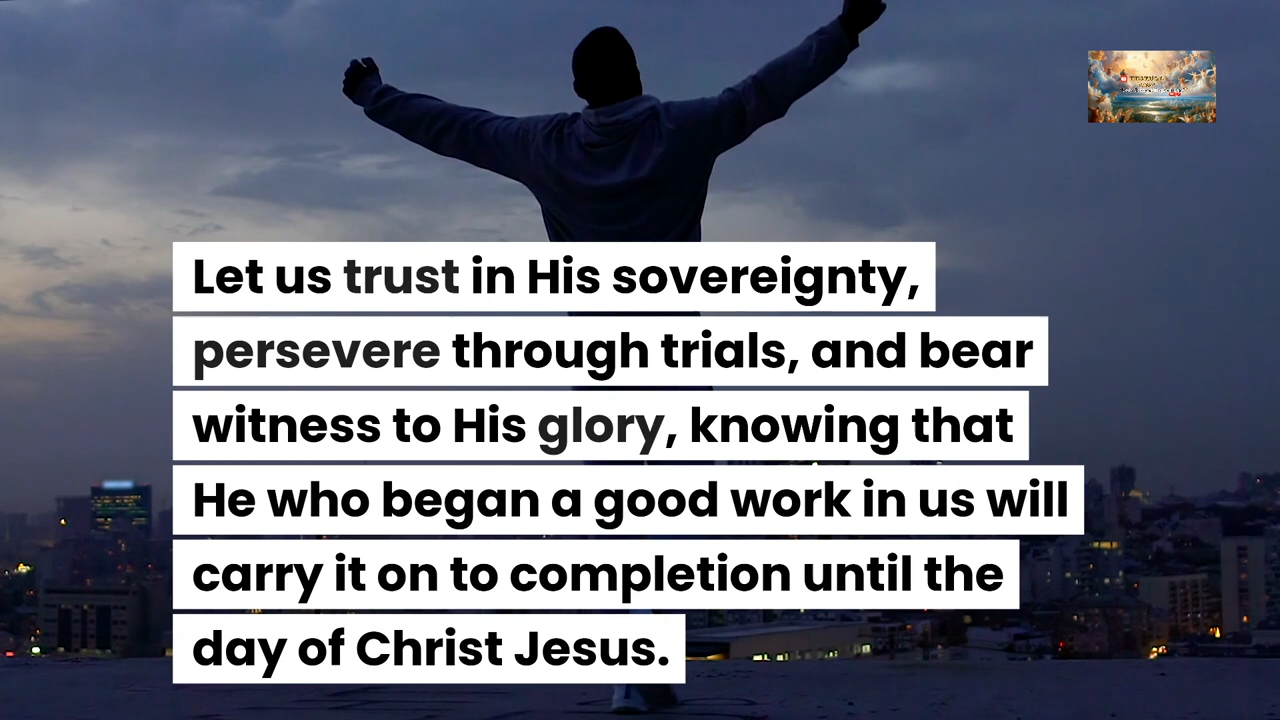 Let us trust in His sovereignty,
persevere through trials, and bear
witness to His glory, knowing that
He who began a good work in us will
carry it on to completion until the
day of Christ Jesus.